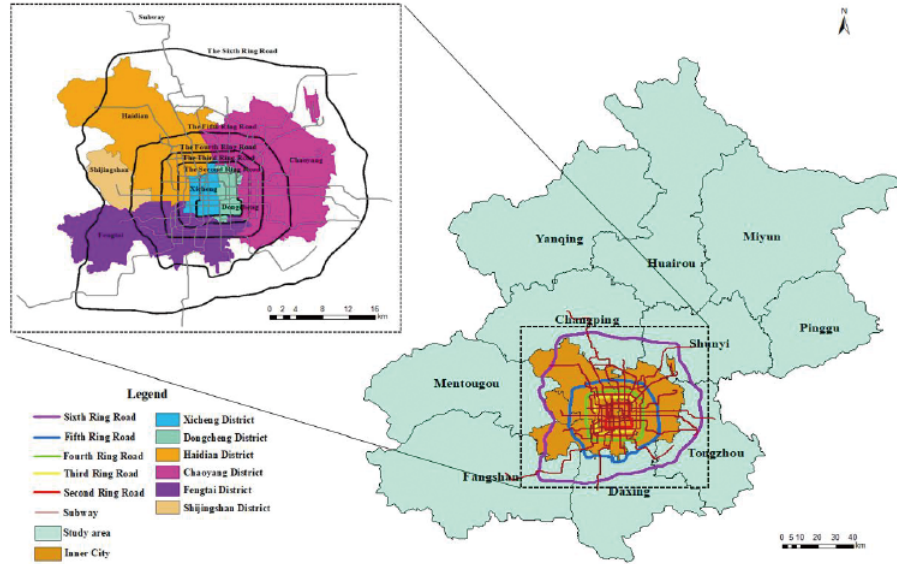 Subway
The Sixth Ring Road
Haidian
The Fifth Ring Road
The Fourth Ring Road
The Third Ring Road
Chaoyang
Shijingshan
The Second Ring Road
Xicheng
Dongcheng
Fengtai
0 2 4 8 12 16
km
N
Yanqing
Miyun
Huairou
Changping
Pinggu
Shunyi
Mentougou
Tongzhou
Fangshan
Daxing
0 5 10 20 30 40
km
Legend
Sixth Ring Road
Fifth Ring Road
Fourth Ring Road
Third Ring Road
Second Ring Road
Subway
Study area
Inner City
Xicheng District
Dongcheng District
Haidian District
Chaoyang District
Fengtai District
Shijingshan District